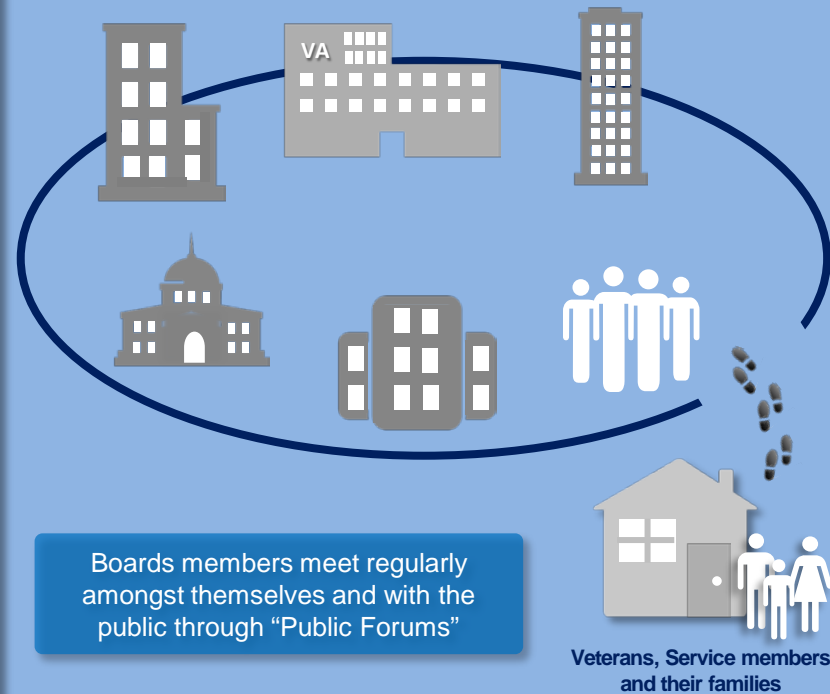 VA
Boards members meet regularly
amongst themselves and with the
public through “Public Forums”
Veterans, Service members
and their families